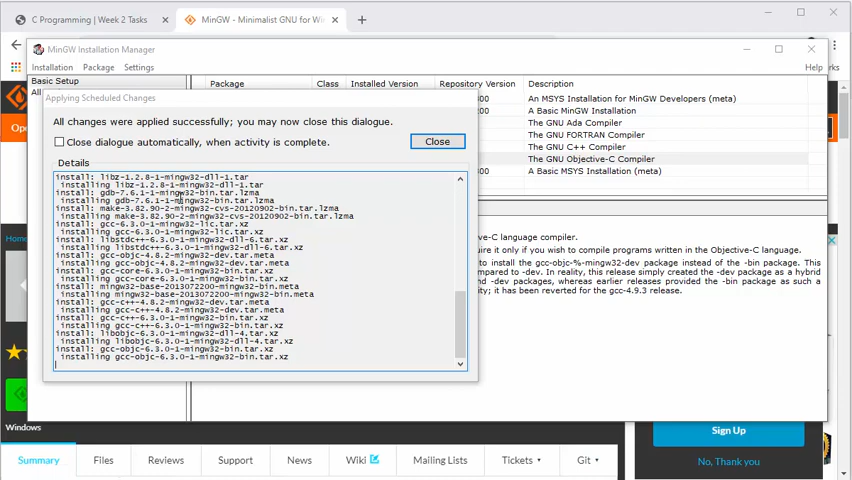 C Programming | Week 2 Tasks
MinGW - Minimalist GNU for Wi
MinGW Installation Manager
Installation Package Settings Help
Basic Setup
All
Package Class Installed Version Repository Version Description
An MSYS Installation for MinGW Developers (meta)
A Basic MinGW Installation
The GNU Ada Compiler
The GNU FORTRAN Compiler
The GNU C++ Compiler
The GNU Objective-C Compiler
A Basic MSYS Installation (meta)
Applying Scheduled Changes
All changes were applied successfully; you may now close this dialogue.
Close dialogue automatically, when activity is complete.
Close
Details
install: libz-1.2.8-1-mingw32-dll-1.tar
installing libz-1.2.8-1-mingw32-dll-1.tar
install: gdb-7.6.1-1-mingw32-bin.tar.lzma
installing gdb-7.6.1-1-mingw32-bin.tar.lzma
install: make-3.82.90-2-mingw32-cvs-20120902-bin.tar.lzma
installing make-3.82.90-2-mingw32-cvs-20120902-bin.tar.lzma
install: gcc-6.3.0-1-mingw32-lic.tar.xz
installing gcc-6.3.0-1-mingw32-lic.tar.xz
install: libstdc++-6.3.0-1-mingw32-dll-6.tar.xz
installing libstdc++-6.3.0-1-mingw32-dll-6.tar.xz
install: gcc-objc-4.8.2-mingw32-dev.tar.meta
installing gcc-objc-4.8.2-mingw32-dev.tar.meta
install: gcc-core-6.3.0-1-mingw32-bin.tar.xz
installing gcc-core-6.3.0-1-mingw32-bin.tar.xz
install: mingw32-base-2013072200-mingw32-bin.meta
installing mingw32-base-2013072200-mingw32-bin.meta
install: gcc-c++-4.8.2-mingw32-dev.tar.meta
installing gcc-c++-4.8.2-mingw32-dev.tar.meta
install: gcc-c++-6.3.0-1-mingw32-bin.tar.xz
installing gcc-c++-6.3.0-1-mingw32-bin.tar.xz
install: libobjc-6.3.0-1-mingw32-dll-4.tar.xz
installing libobjc-6.3.0-1-mingw32-dll-4.tar.xz
install: gcc-objc-6.3.0-1-mingw32-bin.tar.xz
installing gcc-objc-6.3.0-1-mingw32-bin.tar.xz
ve-C language compiler.
uire it only if you wish to compile programs written in the Objective-C language.
to install the gcc-objc-%-mingw32-dev package instead of the -bin package. This
mpared to -dev. In reality, this release simply created the -dev package as a hybrid
nd -dev packages, whereas earlier releases provided the -bin package as such a
ity; it has been reverted for the gcc-4.9.3 release.
Home
Windows
Sign Up
No, Thank you
Summary Files Reviews Support News Wiki Mailing Lists Tickets Git